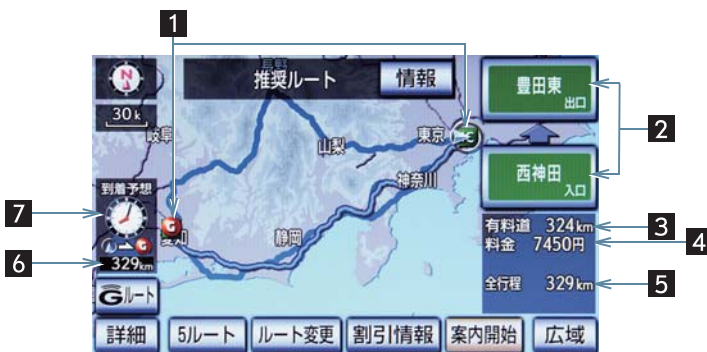 1
推奨ルート
情報
豊田東
出口
N
30k
長野
岐阜
山梨
東京
2
西神田
入口
神奈川
到着予想
7
G
愛知
静岡
有料道 324km
3
料金 7450円
4
G
6
329km
全行程 329km
5
Gルート
詳細
5ルート
ルート変更
割引情報
案内開始
広域